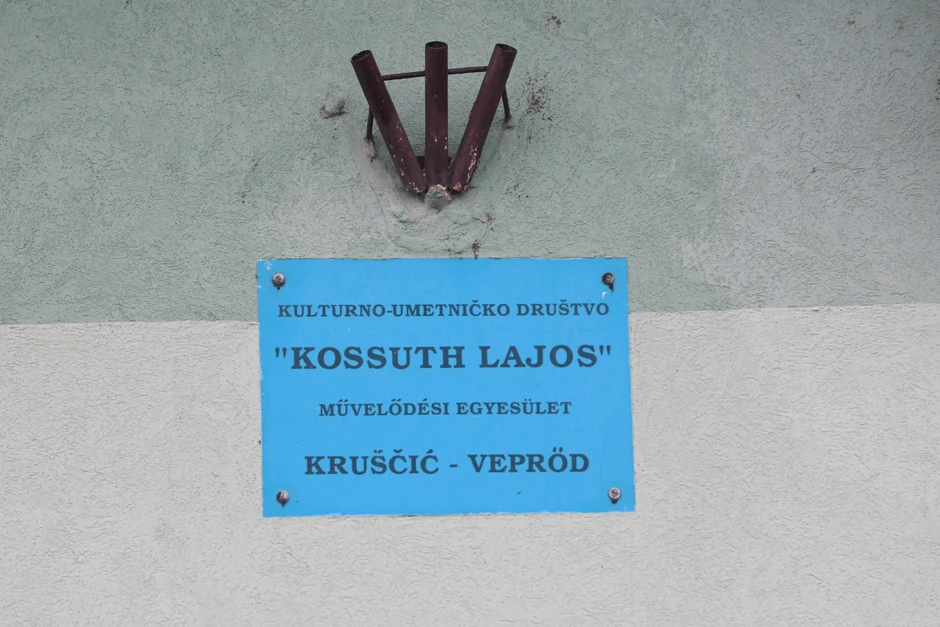 KULTURNO-UMETNIČKO DRUŠTVO
"KOSSUTH LAJOS"
MŰVELŐDÉSI EGYESÜLET
KRUŠČIĆ - VEPRŐD